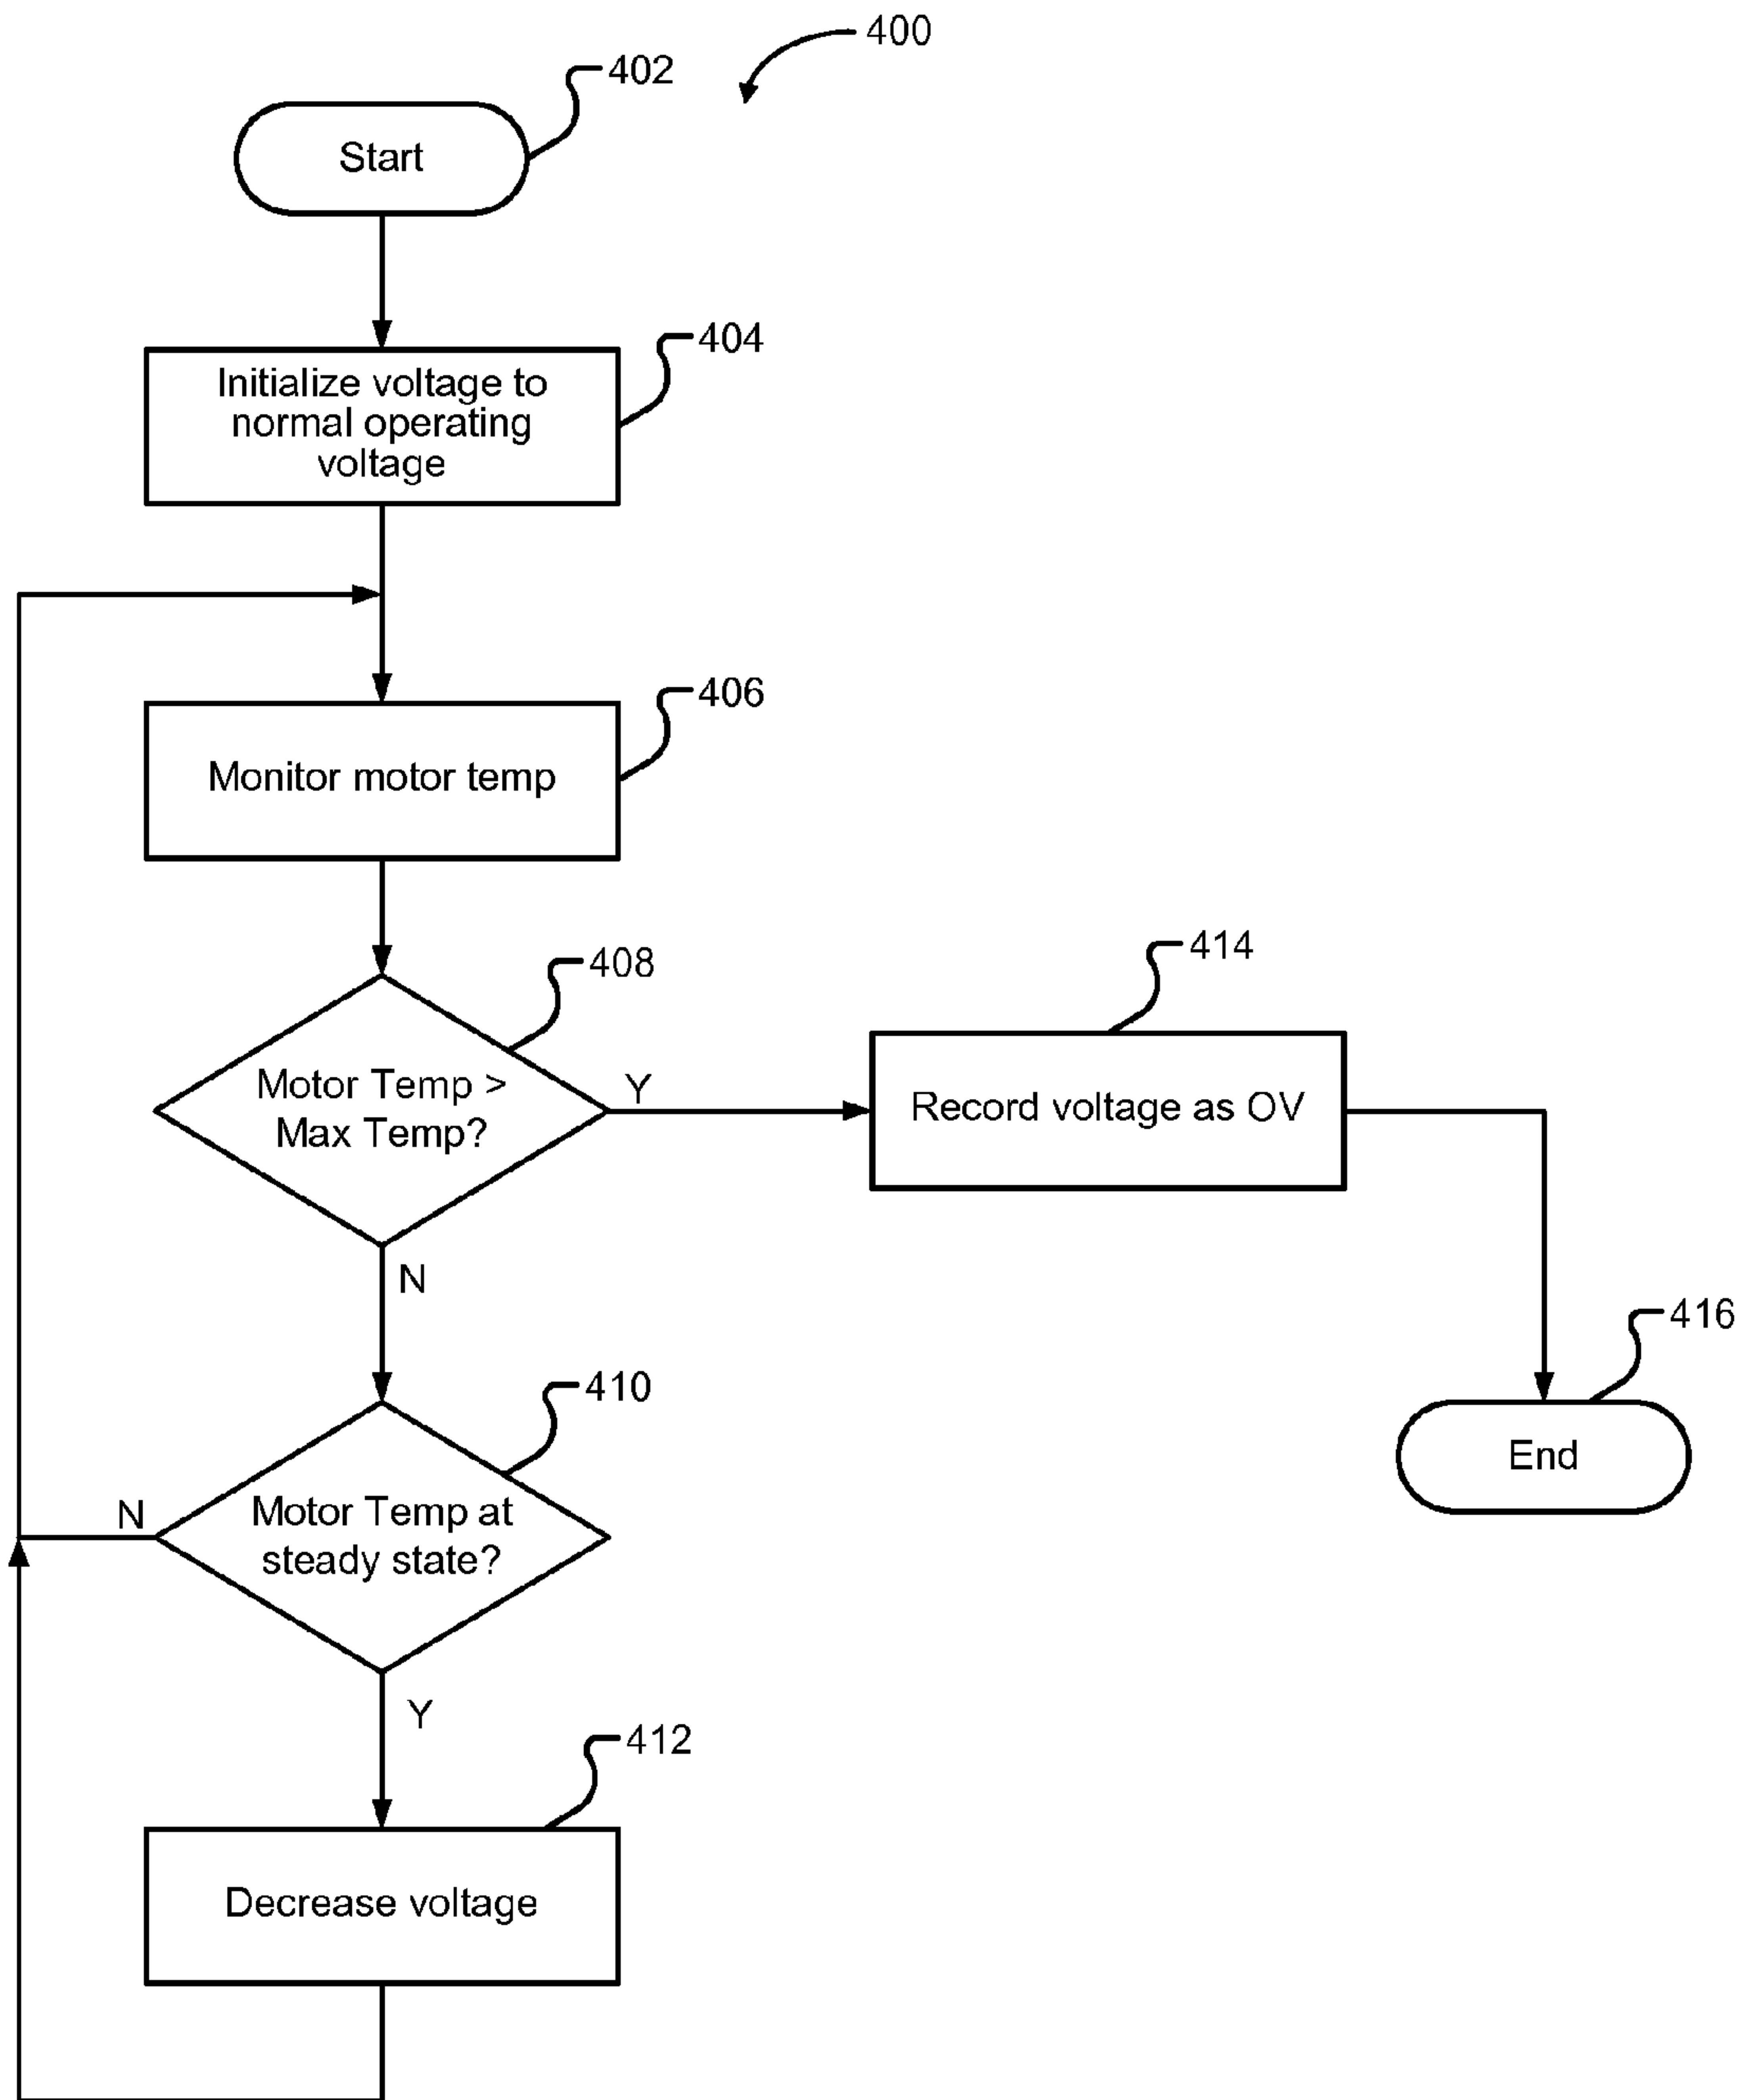 400
402
Start
404
Initialize voltage to
normal operating
voltage
406
Monitor motor temp
408
Motor Temp >
Max Temp?
Y
N
414
Record voltage as OV
416
End
410
Motor Temp at
steady state?
N
Y
412
Decrease voltage